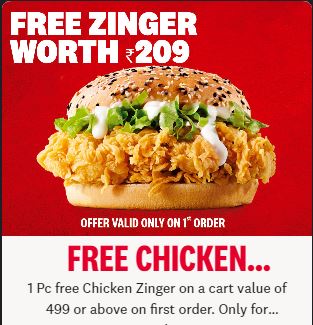 FREE ZINGER
WORTH ₹209
OFFER VALID ONLY ON 1st ORDER
FREE CHICKEN...
1 Pc free Chicken Zinger on a cart value of
499 or above on first order. Only for...